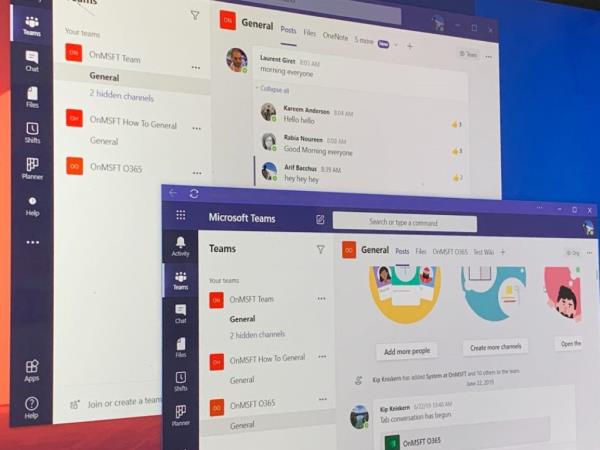 Teams
ON General Posts Files OneNote 5 more New + Team
Your teams
Teams
ON OnMSFT Team
Laurent Giret 8:01 AM
morning everyone
Chat
General
2 hidden channels
Collapse all
Files
ON OnMSFT How To General
Kareem Anderson 8:04 AM
Hello hello
Shifts
General
Rabia Noureen 8:08 AM
Good Morning everyone
Planner
OO OnMSFT O365
Arif Bacchus 8:39 AM
hey hey hey
Help
Apps
Help
Join or create a team
Microsoft Teams Search or type a command
Activity
Teams
OO General Posts Files OnMSFT O365 Test Wiki + Org
Teams
Your teams
ON OnMSFT Team
Chat
General
2 hidden channels
Add more people Create more channels Open the
Files
ON OnMSFT How To General
General
Kip Kniskern has added System at OnMSFT and 10 others to the team.
June 22, 2019
Shifts
OO OnMSFT O365
General
Planner
Kip Kniskern 6/22/19 10:48 AM
Tab conversation has begun.
OnMSFT O365